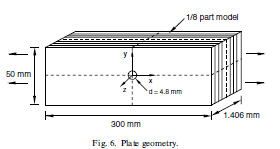 1/8 part model
y
50 mm
x
z
d = 4.8 mm
1.406 mm
300 mm
Fig. 6. Plate geometry.